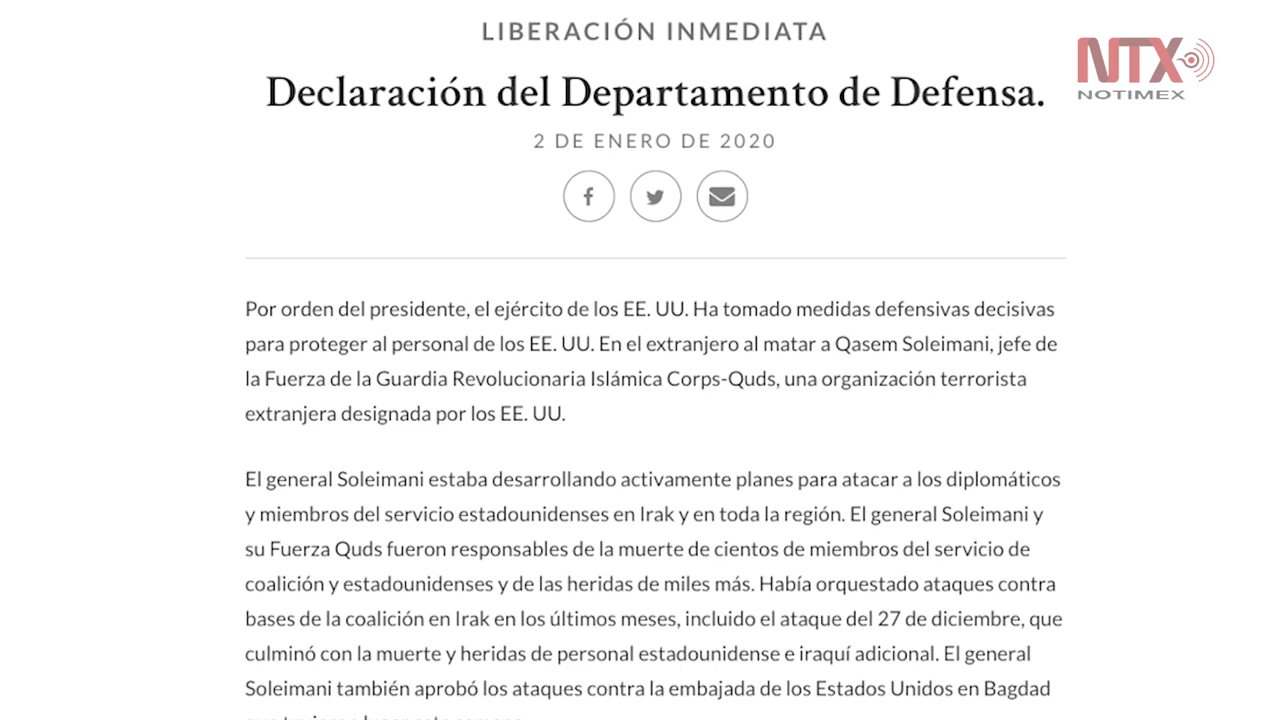 LIBERACIÓN INMEDIATA
Declaración del Departamento de Defensa.
2 DE ENERO DE 2020
NTX
NOTIMEX
Por orden del presidente, el ejército de los EE. UU. Ha tomado medidas defensivas decisivas
para proteger al personal de los EE. UU. En el extranjero al matar a Qasem Soleimani, jefe de
la Fuerza de la Guardia Revolucionaria Islámica Corps-Quds, una organización terrorista
extranjera designada por los EE. UU.
El general Soleimani estaba desarrollando activamente planes para atacar a los diplomáticos
y miembros del servicio estadounidenses en Irak y en toda la región. El general Soleimani y
su Fuerza Quds fueron responsables de la muerte de cientos de miembros del servicio de
coalición y estadounidenses y de las heridas de miles más. Había orquestado ataques contra
bases de la coalición en Irak en los últimos meses, incluido el ataque del 27 de diciembre, que
culminó con la muerte y heridas de personal estadounidense e iraquí adicional. El general
Soleimani también aprobó los ataques contra la embajada de los Estados Unidos en Bagdad